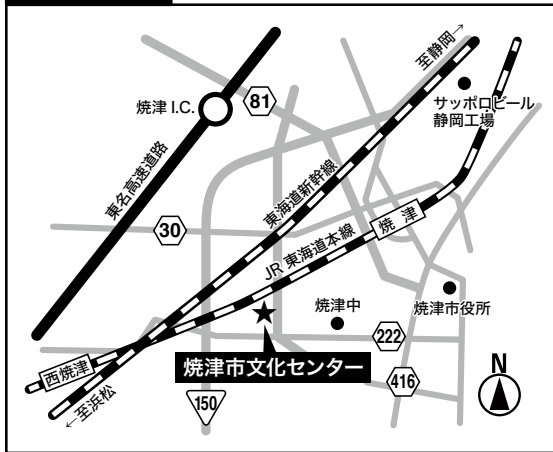 至静岡→
サッポロビール
静岡工場
焼津 I.C.
81
東名高速道路
東海道新幹線
30
JR 東海道本線
焼 津
焼津中
焼津市役所
222
西焼津
焼津市文化センター
416
150
←至浜松
N